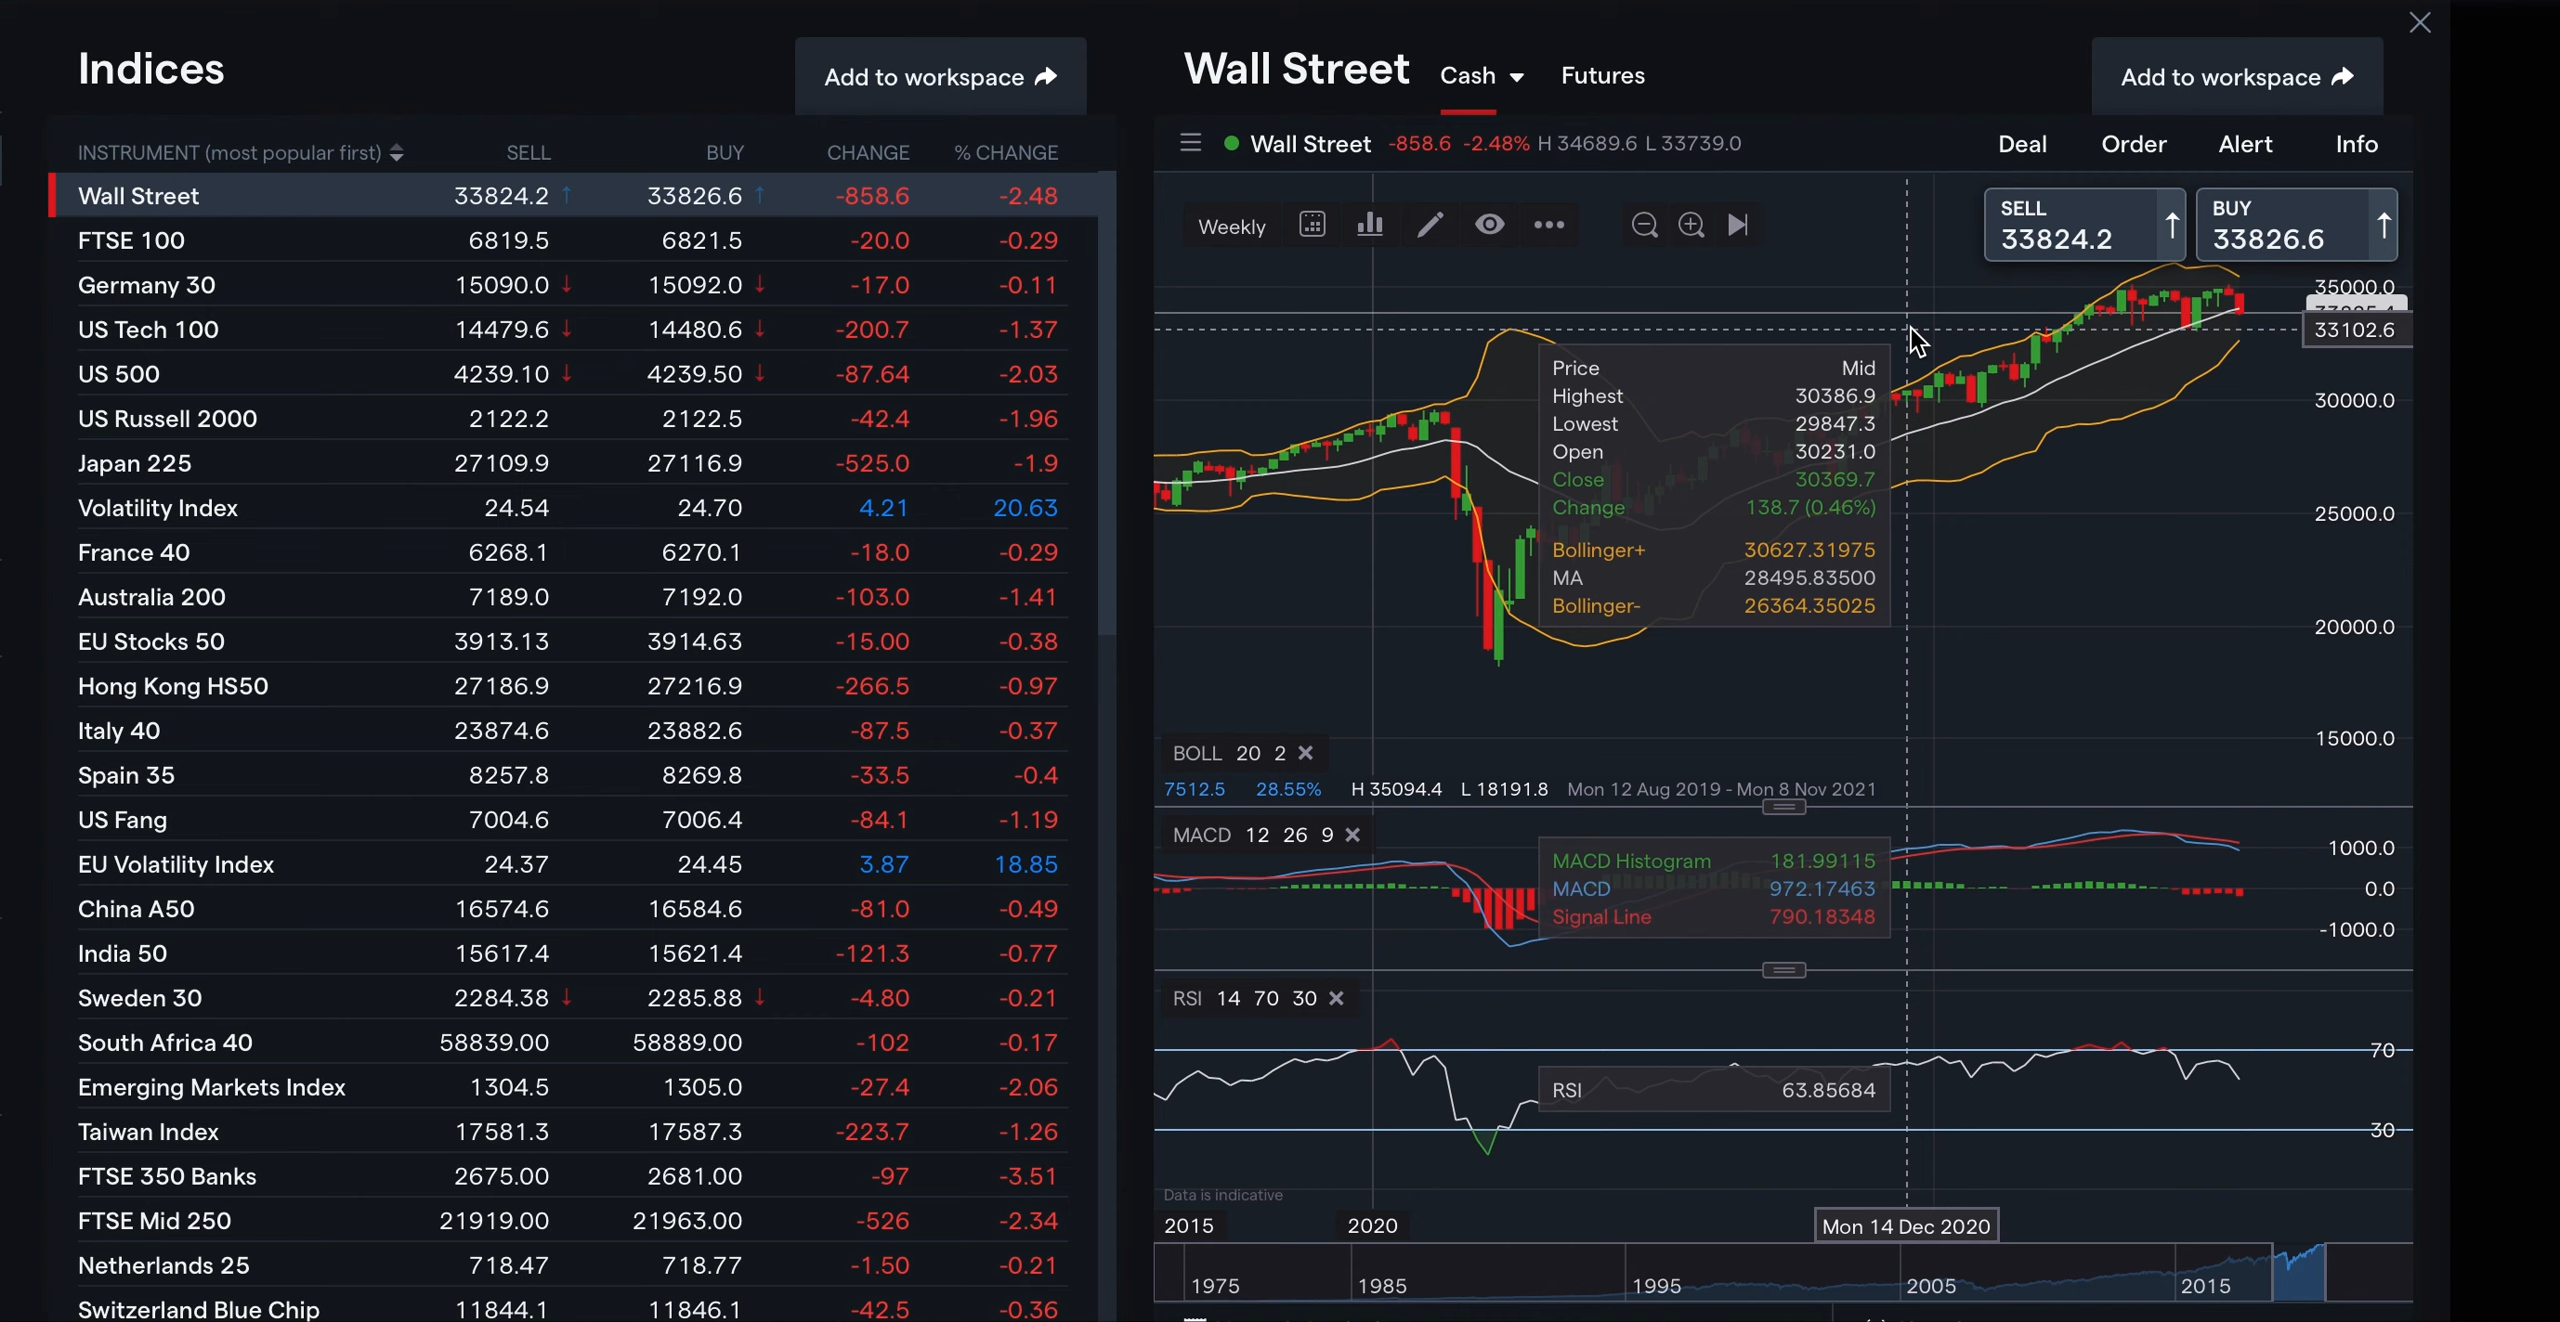 Indices
Add to workspace
INSTRUMENT (most popular first) SELL BUY CHANGE % CHANGE
Wall Street 33824.2 ↑ 33826.6 ↑ -858.6 -2.48
FTSE 100 6819.5 6821.5 -20.0 -0.29
Germany 30 15090.0 ↓ 15092.0 ↓ -17.0 -0.11
US Tech 100 14479.6 ↓ 14480.6 ↓ -200.7 -1.37
US 500 4239.10 ↓ 4239.50 ↓ -87.64 -2.03
US Russell 2000 2122.2 2122.5 -42.4 -1.96
Japan 225 27109.9 27116.9 -525.0 -1.9
Volatility Index 24.54 24.70 4.21 20.63
France 40 6268.1 6270.1 -18.0 -0.29
Australia 200 7189.0 7192.0 -103.0 -1.41
EU Stocks 50 3913.13 3914.63 -15.00 -0.38
Hong Kong HS50 27186.9 27216.9 -266.5 -0.97
Italy 40 23874.6 23882.6 -87.5 -0.37
Spain 35 8257.8 8269.8 -33.5 -0.4
US Fang 7004.6 7006.4 -84.1 -1.19
EU Volatility Index 24.37 24.45 3.87 18.85
China A50 16574.6 16584.6 -81.0 -0.49
India 50 15617.4 15621.4 -121.3 -0.77
Sweden 30 2284.38 ↓ 2285.88 ↓ -4.80 -0.21
South Africa 40 58839.00 58889.00 -102 -0.17
Emerging Markets Index 1304.5 1305.0 -27.4 -2.06
Taiwan Index 17581.3 17587.3 -223.7 -1.26
FTSE 350 Banks 2675.00 2681.00 -97 -3.51
FTSE Mid 250 21919.00 21963.00 -526 -2.34
Netherlands 25 718.47 718.77 -1.50 -0.21
Switzerland Blue Chip 11844.1 11846.1 -42.5 -0.36
Wall Street Cash Futures
Add to workspace
Wall Street -858.6 -2.48% H 34689.6 L 33739.0
Deal Order Alert Info
Weekly
SELL
33824.2 ↑
BUY
33826.6 ↑
35000.0
33102.6
30000.0
25000.0
20000.0
15000.0
Price Mid
Highest 30386.9
Lowest 29847.3
Open 30231.0
Close 30369.7
Change 138.7 (0.46%)
Bollinger+ 30627.31975
MA 28495.83500
Bollinger- 26364.35025
BOLL 20 2 ×
7512.5 28.55% H 35094.4 L 18191.8 Mon 12 Aug 2019 - Mon 8 Nov 2021
MACD 12 26 9 ×
MACD Histogram 181.99115
MACD 972.17463
Signal Line 790.18348
1000.0
0.0
-1000.0
RSI 14 70 30 ×
70
RSI 63.85684
30
Data is indicative
2015 2020 Mon 14 Dec 2020
1975 1985 1995 2005 2015